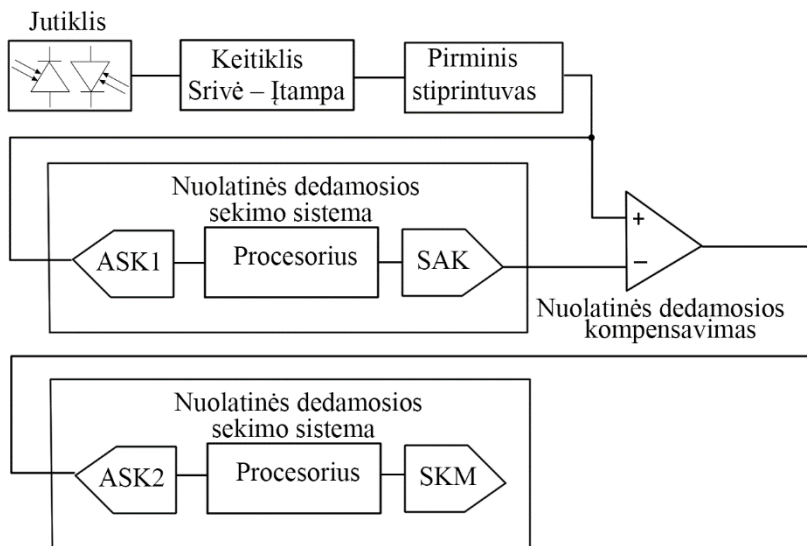 Jutiklis
Keitiklis
Srivė – Įtampa
Pirminis
stiprintuvas
Nuolatinės dedamosios
sekimo sistema
ASK1
Procesorius
SAK
+
−
Nuolatinės dedamosios
kompensavimas
Nuolatinės dedamosios
sekimo sistema
ASK2
Procesorius
SKM